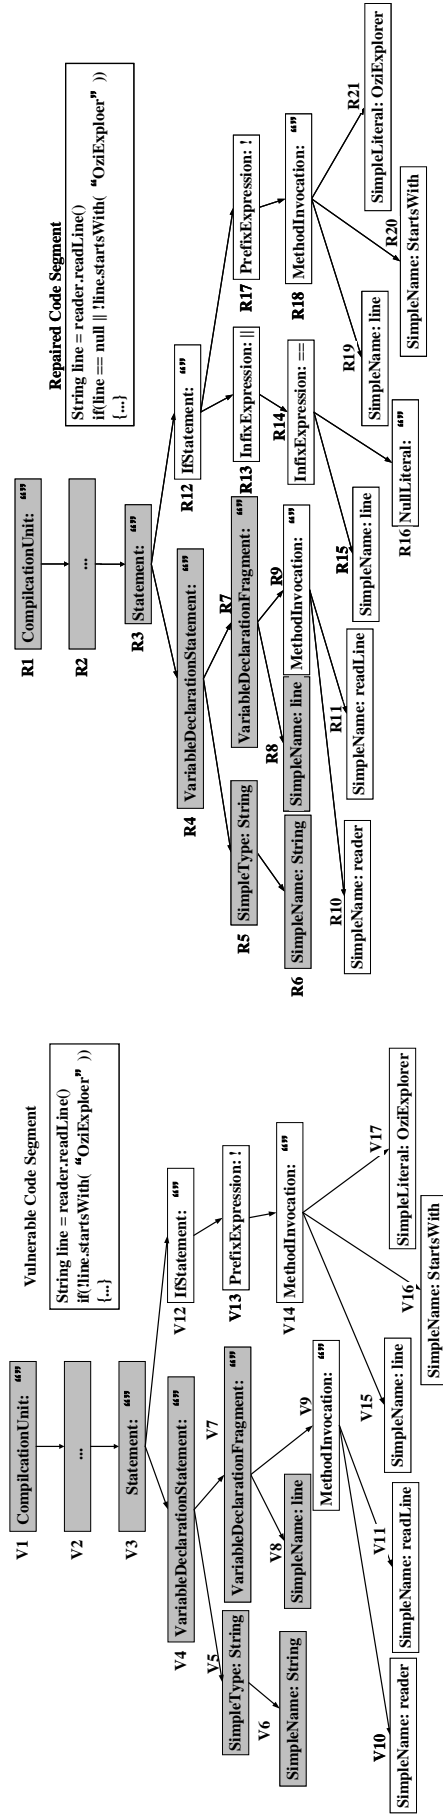 Vulnerable Code Segment
String line = reader.readLine()
if(!line.startsWith( “OziExploer” ))
{...}
V1 CompilcationUnit: “”
V2 ...
V3 Statement: “”
V4 VariableDeclarationStatement: “”
V12 IfStatement: “”
V5 SimpleType: String
V7 VariableDeclarationFragment: “”
V13 PrefixExpression: !
V6 SimpleName: String
V8 SimpleName: line
V9 MethodInvocation: “”
V14 MethodInvocation: “”
V10 SimpleName: reader
V11 SimpleName: readLine
V15 SimpleName: line
V16 SimpleName: StartsWith
V17 SimpleLiteral: OziExplorer
Repaired Code Segment
String line = reader.readLine()
if(line == null || !line.startsWith( “OziExploer” ))
{...}
R1 CompilcationUnit: “”
R2 ...
R3 Statement: “”
R4 VariableDeclarationStatement: “”
R12 IfStatement: “”
R5 SimpleType: String
R7 VariableDeclarationFragment: “”
R13 InfixExpression: ||
R17 PrefixExpression: !
R6 SimpleName: String
R8 SimpleName: line
R9 MethodInvocation: “”
R14 InfixExpression: ==
R18 MethodInvocation: “”
R10 SimpleName: reader
R11 SimpleName: readLine
R15 SimpleName: line
R16 NullLiteral: “”
R19 SimpleName: line
R20 SimpleName: StartsWith
R21 SimpleLiteral: OziExplorer